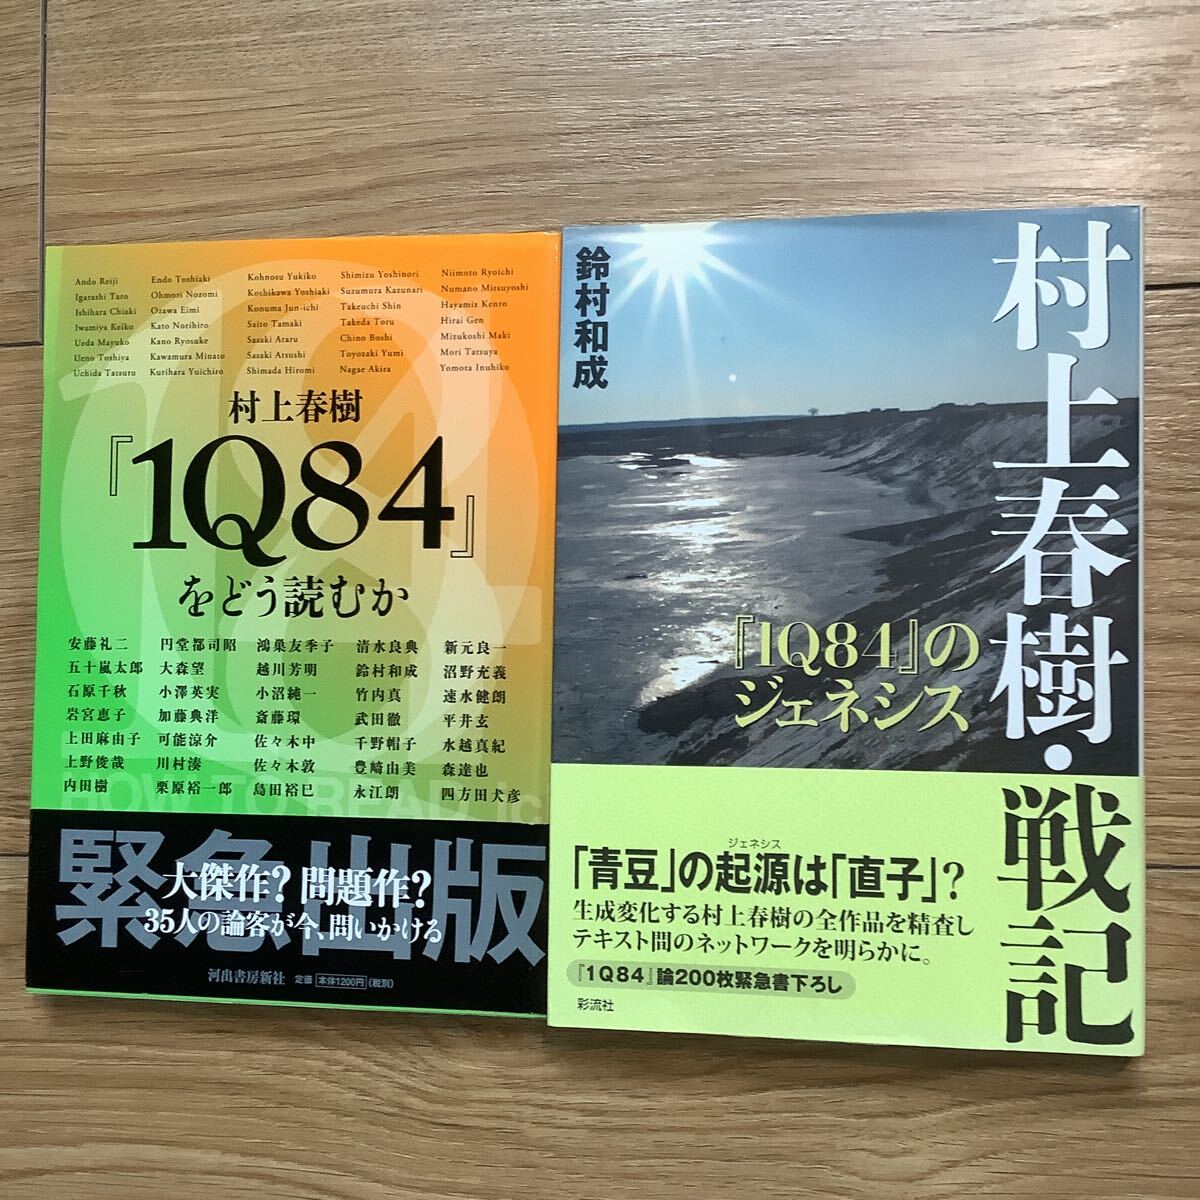 Ando Reiji Endo Toshiaki Kohnosu Yukiko Shimizu Yoshinori Niimoto Ryoichi
Igarashi Taro Ohmori Nozomi Koshikawa Yoshiaki Suzumura Kazunari Numano Mitsuyoshi
Ishihara Chiaki Ozawa Eimi Konuma Jun-ichi Takeuchi Shin Hayamiz Kenro
Iwamiya Keiko Kato Norihiro Saito Tamaki Takeda Toru Hirai Gen
Ueda Mayuko Kano Ryosuke Sasaki Ataru Chino Boshi Mizukoshi Maki
Ueno Toshiya Kawamura Minato Sasaki Atsushi Toyozaki Yumi Mori Tatsuya
Uchida Tatsuru Kurihara Yuichiro Shimada Hiromi Nagae Akira Yomota Inuhiko
村上春樹
『1Q84』
をどう読むか
安藤礼二 円堂都司昭 鴻巣友季子 清水良典 新元良一
五十嵐太郎 大森望 越川芳明 鈴村和成 沼野充義
石原千秋 小澤英実 小沼純一 竹内真 速水健朗
岩宮恵子 加藤典洋 斎藤環 武田徹 平井玄
上田麻由子 可能涼介 佐々木中 千野帽子 水越真紀
上野俊哉 川村湊 佐々木敦 豊﨑由美 森達也
内田樹 栗原裕一郎 島田裕巳 永江朗 四方田犬彦
HOW TO READ
緊急出版
大傑作? 問題作?
35人の論客が今、問いかける
河出書房新社 定価 本体1200円 (税別)
鈴村和成
村上春樹・戦記
『1Q84』の
ジェネシス
ジェネシス
「青豆」の起源は「直子」?
生成変化する村上春樹の全作品を精査し
テキスト間のネットワークを明らかに。
『1Q84』論200枚緊急書下ろし
彩流社